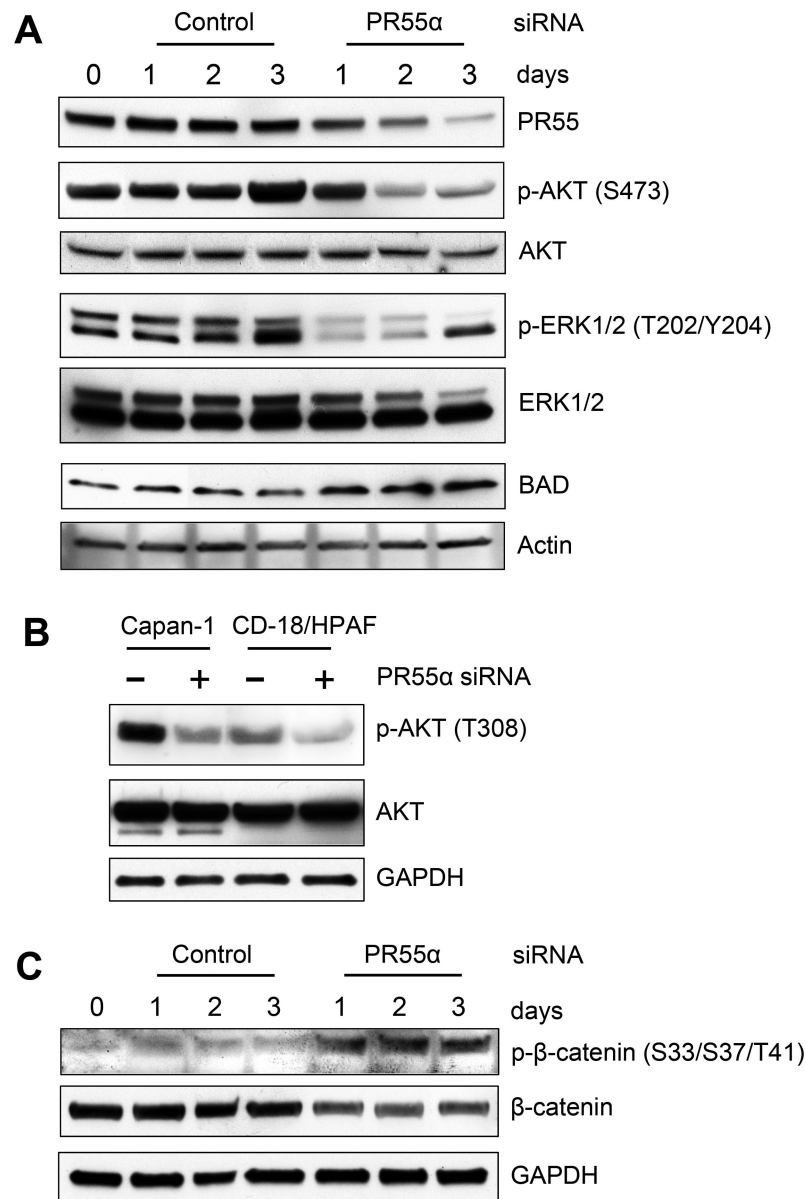 A Control PR55α siRNA
0 1 2 3 1 2 3 days
PR55
p-AKT (S473)
AKT
p-ERK1/2 (T202/Y204)
ERK1/2
BAD
Actin
B Capan-1 CD-18/HPAF
− + − + PR55α siRNA
p-AKT (T308)
AKT
GAPDH
C Control PR55α siRNA
0 1 2 3 1 2 3 days
p-β-catenin (S33/S37/T41)
β-catenin
GAPDH